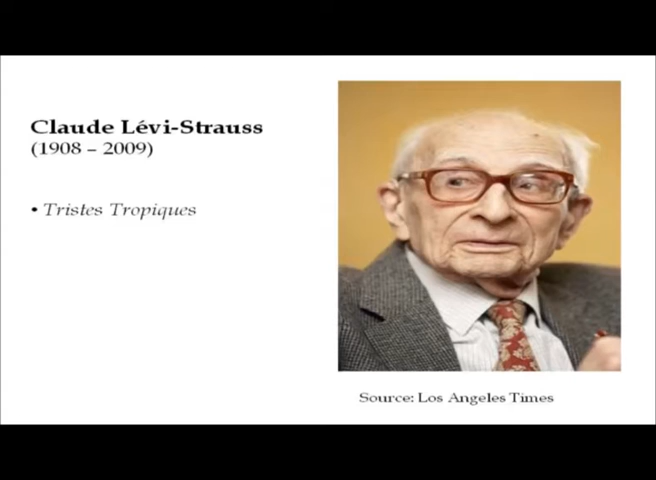 Claude Lévi-Strauss
(1908 – 2009)
• Tristes Tropiques
Source: Los Angeles Times